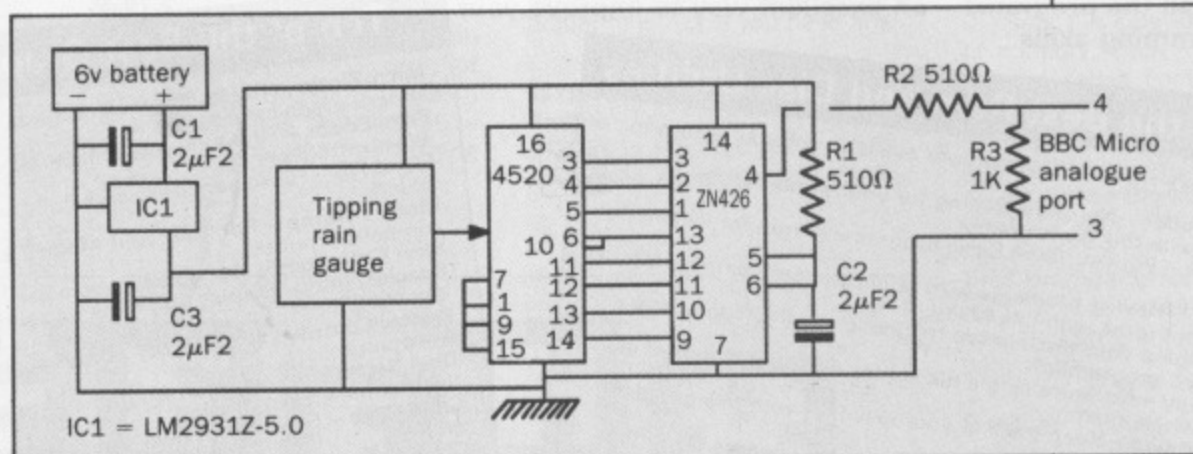 6v battery
− +
C1
2µF2
IC1
C3
2µF2
Tipping
rain
gauge
16
4520
3
4
5
6
10
11
12
13
14
7
1
9
15
14
ZN426
3
2
1
13
12
11
10
9
4
5
6
7
R1
510Ω
C2
2µF2
R2 510Ω
R3
1K
4
BBC Micro
analogue
port
3
IC1 = LM2931Z-5.0